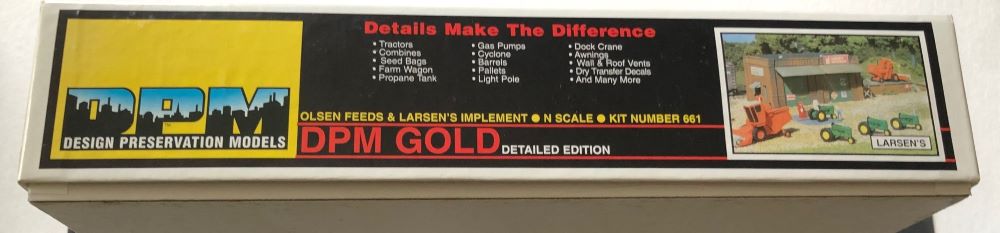 Details Make The Difference
• Tractors
• Combines
• Seed Bags
• Farm Wagon
• Propane Tank
• Gas Pumps
• Cyclone
• Barrels
• Pallets
• Light Pole
• Dock Crane
• Awnings
• Wall & Roof Vents
• Dry Transfer Decals
• And Many More
DPM
DESIGN PRESERVATION MODELS
OLSEN FEEDS & LARSEN'S IMPLEMENT ● N SCALE ● KIT NUMBER 661
DPM GOLD DETAILED EDITION
LARSEN'S